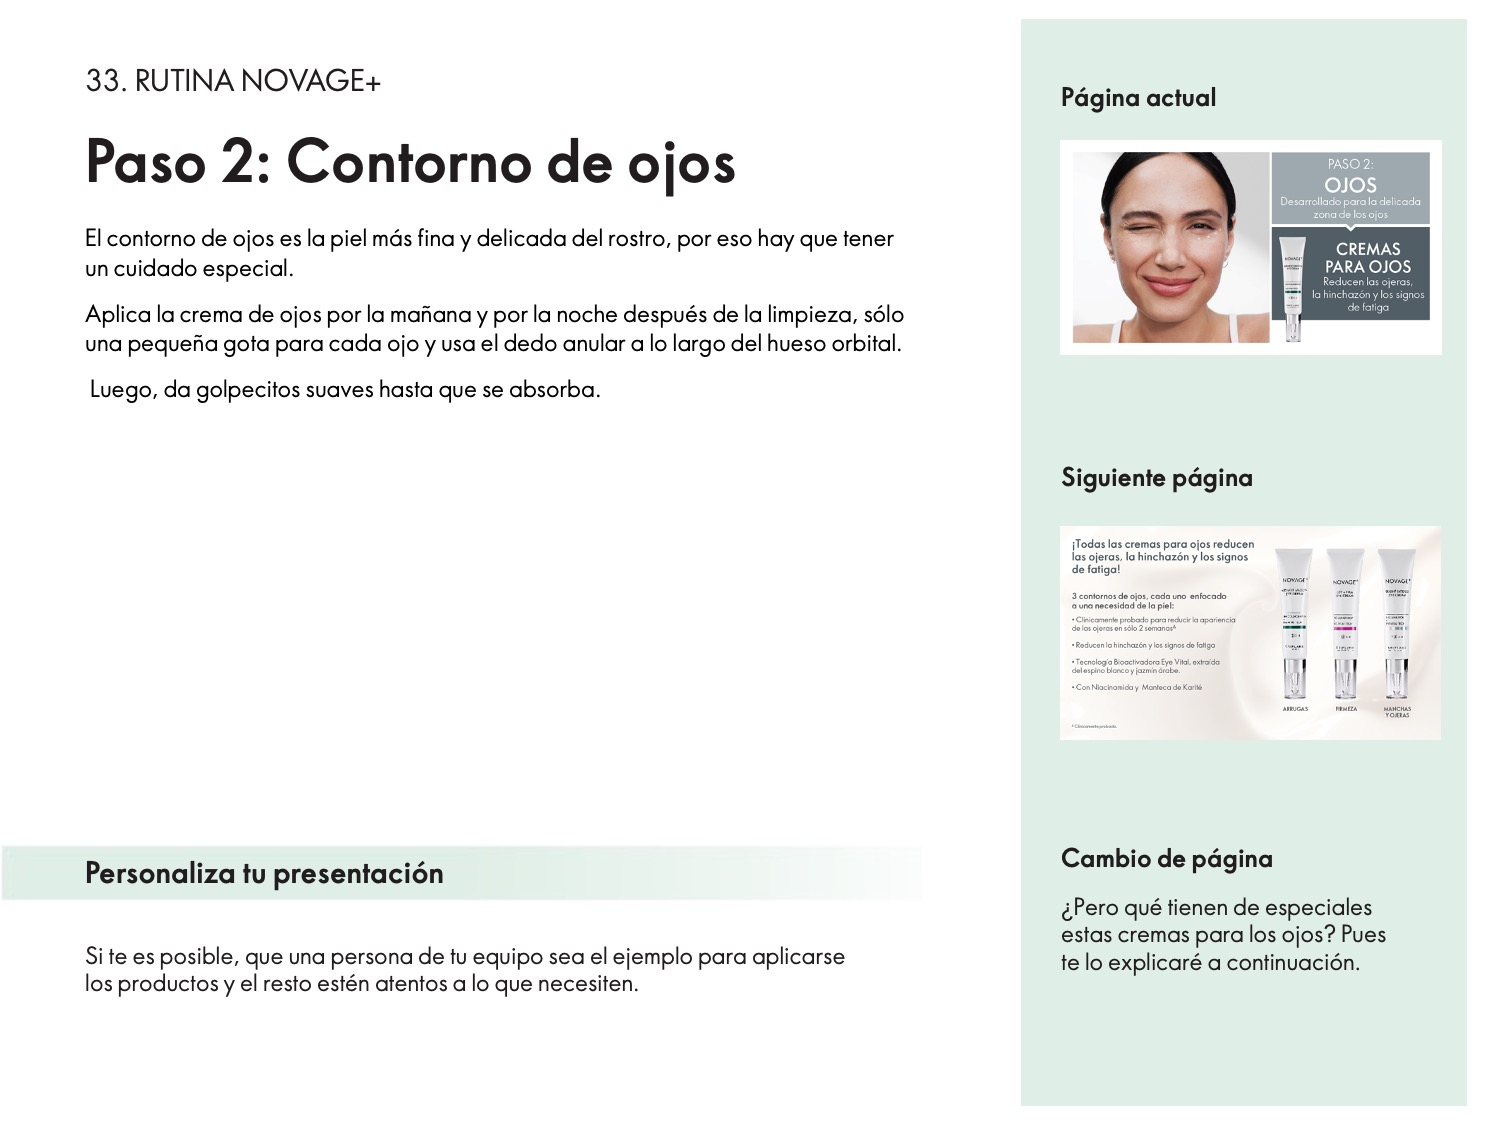 33. RUTINA NOVAGE+
Paso 2: Contorno de ojos
El contorno de ojos es la piel más fina y delicada del rostro, por eso hay que tener
un cuidado especial.
Aplica la crema de ojos por la mañana y por la noche después de la limpieza, sólo
una pequeña gota para cada ojo y usa el dedo anular a lo largo del hueso orbital.
Luego, da golpecitos suaves hasta que se absorba.
Personaliza tu presentación
Si te es posible, que una persona de tu equipo sea el ejemplo para aplicarse
los productos y el resto estén atentos a lo que necesiten.
Página actual
PASO 2:
OJOS
Desarrollado para la delicada
zona de los ojos
NOVAGE+
CREMAS
PARA OJOS
Reducen las ojeras,
la hinchazón y los signos
de fatiga
Siguiente página
¡Todas las cremas para ojos reducen
las ojeras, la hinchazón y los signos
de fatiga!
3 contornos de ojos, cada uno enfocado
a una necesidad de la piel:
• Clínicamente probado para reducir la apariencia
de las ojeras en sólo 2 semanas⁶
• Reducen la hinchazón y los signos de fatiga
• Tecnología Bioactivadora Eye Vital, extraída
del espino blanco y jazmín árabe.
• Con Niacinamida y Manteca de Karité
⁶ Clínicamente probado.
NOVAGE+
NOVAGE+
NOVAGE+
ARRUGAS
FIRMEZA
MANCHAS
Y OJERAS
Cambio de página
¿Pero qué tienen de especiales
estas cremas para los ojos? Pues
te lo explicaré a continuación.